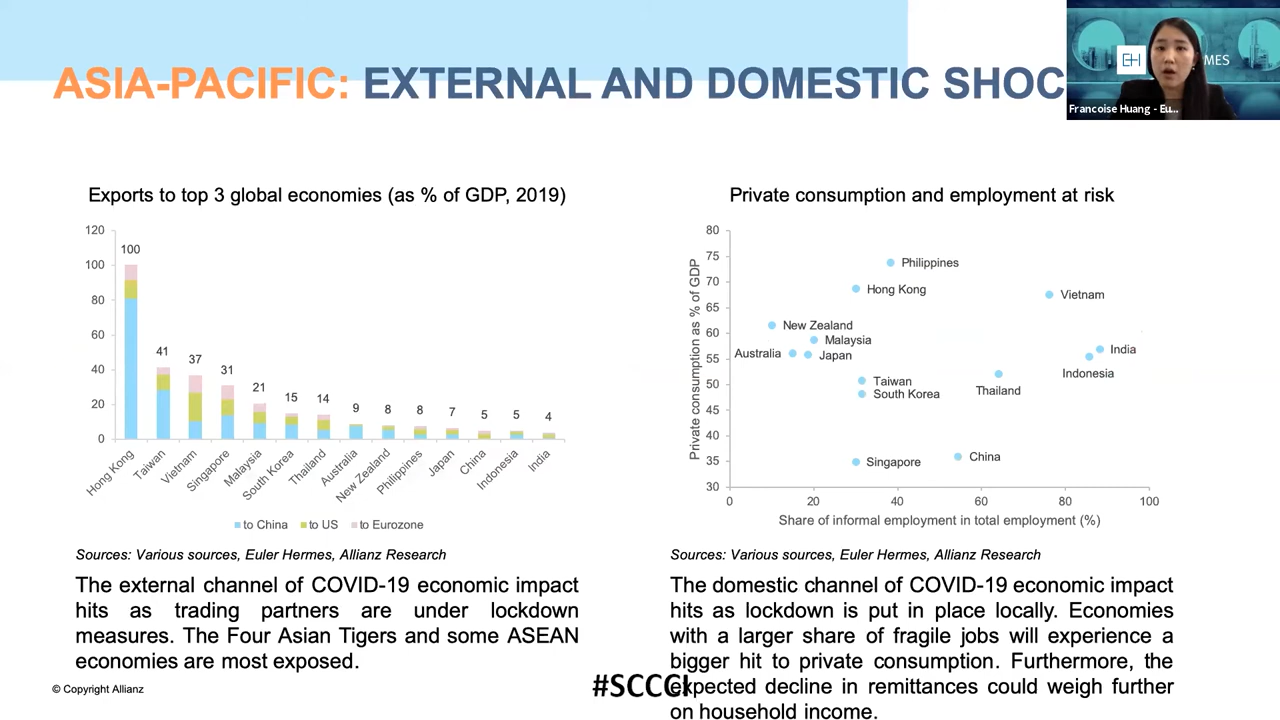 ASIA-PACIFIC: EXTERNAL AND DOMESTIC SHOC
EH
MES
Francoise Huang - Eu...
Exports to top 3 global economies (as % of GDP, 2019)
120
100
80
60
40
20
0
100
41
37
31
21
15
14
9
8
8
7
5
5
4
Hong Kong
Taiwan
Vietnam
Singapore
Malaysia
South Korea
Thailand
Australia
New Zealand
Philippines
Japan
China
Indonesia
India
to China to US to Eurozone
Sources: Various sources, Euler Hermes, Allianz Research
The external channel of COVID-19 economic impact
hits as trading partners are under lockdown
measures. The Four Asian Tigers and some ASEAN
economies are most exposed.
Private consumption and employment at risk
Private consumption as % of GDP
80
75
70
65
60
55
50
45
40
35
30
Philippines
Hong Kong
Vietnam
New Zealand
Malaysia
Australia
Japan
India
Indonesia
Taiwan
South Korea
Thailand
Singapore
China
0 20 40 60 80 100
Share of informal employment in total employment (%)
Sources: Various sources, Euler Hermes, Allianz Research
The domestic channel of COVID-19 economic impact
hits as lockdown is put in place locally. Economies
with a larger share of fragile jobs will experience a
bigger hit to private consumption. Furthermore, the
expected decline in remittances could weigh further
on household income.
© Copyright Allianz
#SCCCI